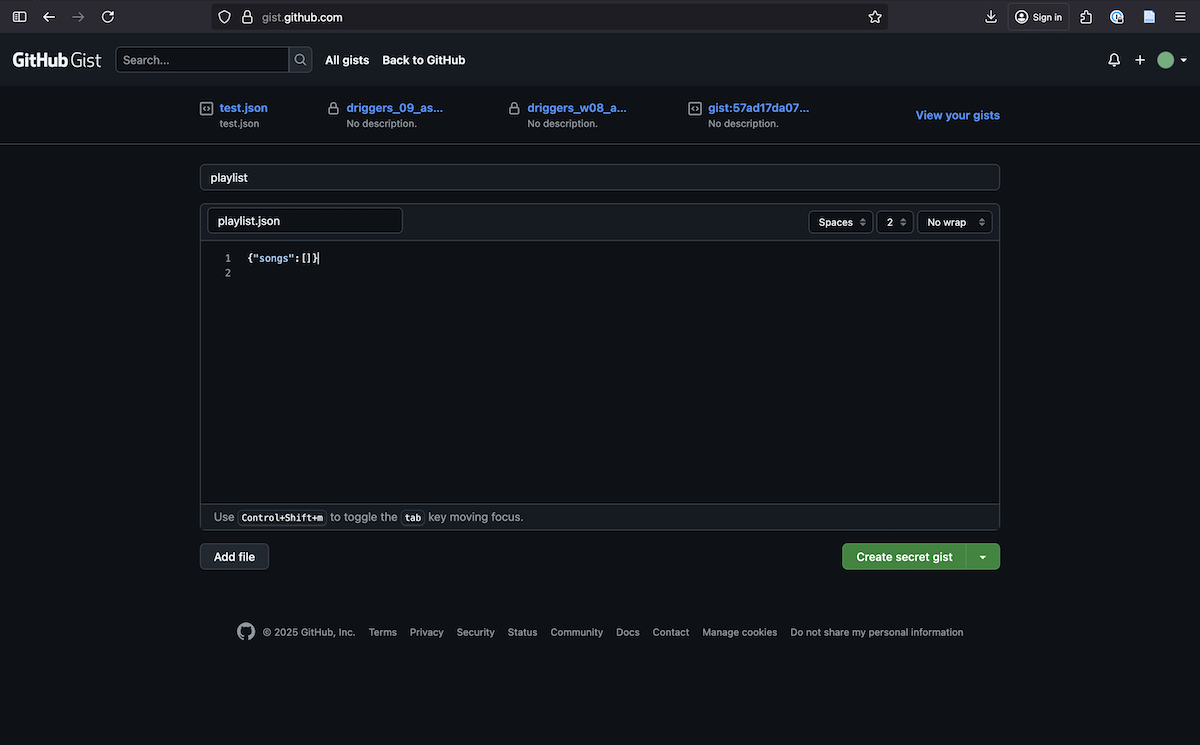 gist.github.com
Sign in
GitHub Gist Search... All gists Back to GitHub
test.json driggers_09_as... driggers_w08_a... gist:57ad17da07...
test.json No description. No description. No description.
View your gists
playlist
playlist.json Spaces 2 No wrap
1 {"songs":[]}
2
Use Control+Shift+m to toggle the tab key moving focus.
Add file Create secret gist
© 2025 GitHub, Inc. Terms Privacy Security Status Community Docs Contact Manage cookies Do not share my personal information